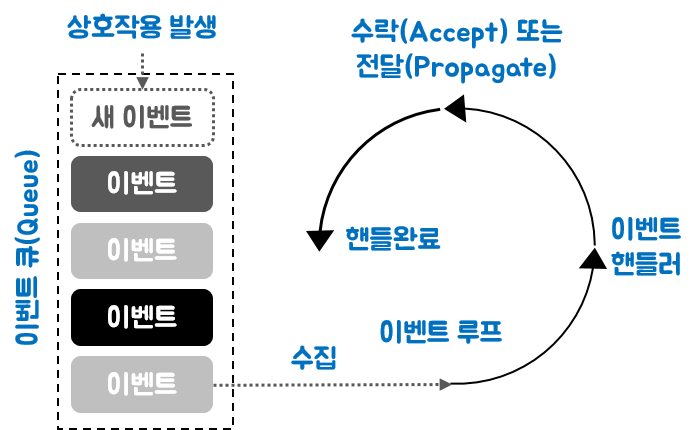 상호작용 발생
새 이벤트
이벤트
이벤트
이벤트
이벤트
이벤트 큐(Queue)
수집
이벤트 루프
이벤트
핸들러
수락(Accept) 또는
전달(Propagate)
핸들완료